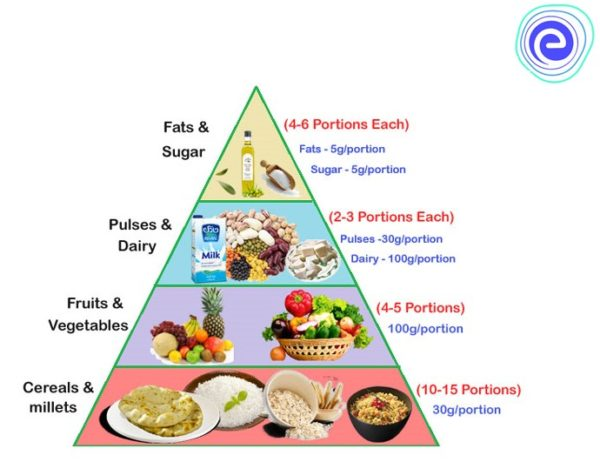 Fats &
Sugar
(4-6 Portions Each)
Fats - 5g/portion
Sugar - 5g/portion
Pulses &
Dairy
(2-3 Portions Each)
Pulses -30g/portion
Dairy - 100g/portion
Milk
Fruits &
Vegetables
(4-5 Portions)
100g/portion
Cereals &
millets
(10-15 Portions)
30g/portion